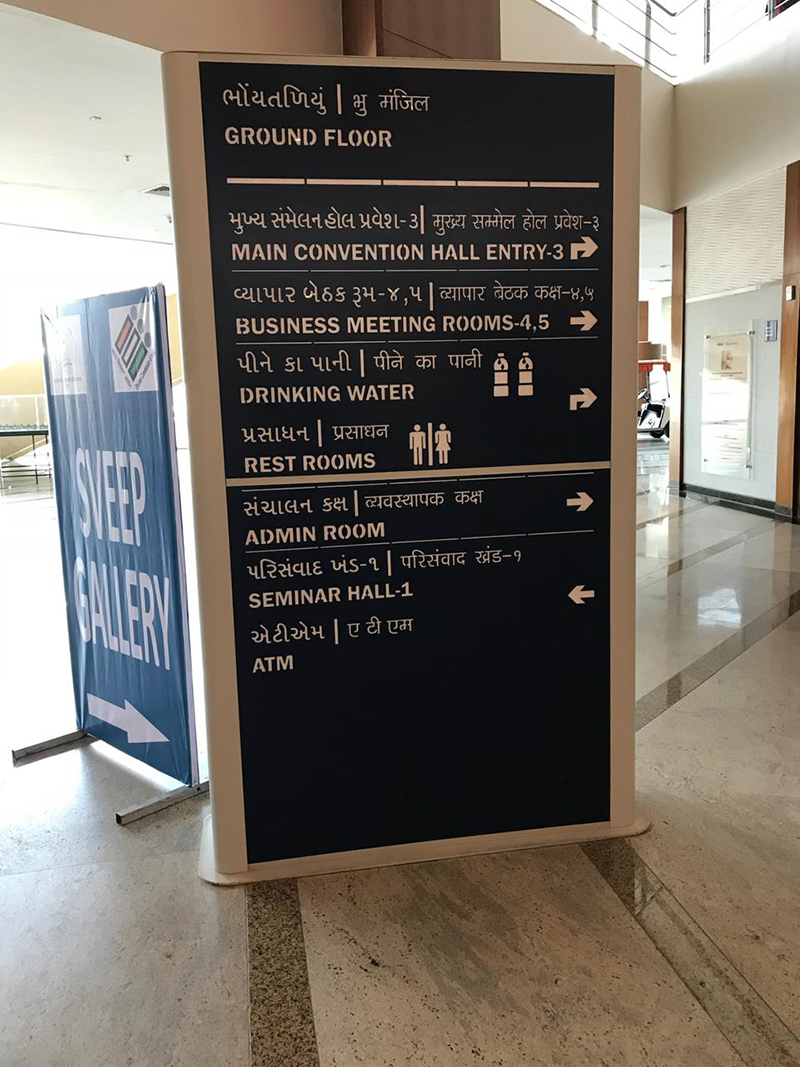 ભોંયતળિયું | भु मंजिल
GROUND FLOOR
મુખ્ય સંમેલન હોલ પ્રવેશ-૩ | मुख्य सम्मेल होल प्रवेश-३
MAIN CONVENTION HALL ENTRY-3
વ્યાપાર બેઠક રૂમ-૪,૫ | व्यापार बेठक कक्ष-४,५
BUSINESS MEETING ROOMS-4,5
પીને કા પાની | पीने का पानी
DRINKING WATER
પ્રસાધન | प्रसाधन
REST ROOMS
સંચાલન કક્ષ | व्यवस्थापक कक्ष
ADMIN ROOM
પરિસંવાદ ખંડ-૧ | परिसंवाद खंड-१
SEMINAR HALL-1
એટીએમ | ए टी एम
ATM
SVEEP
GALLERY